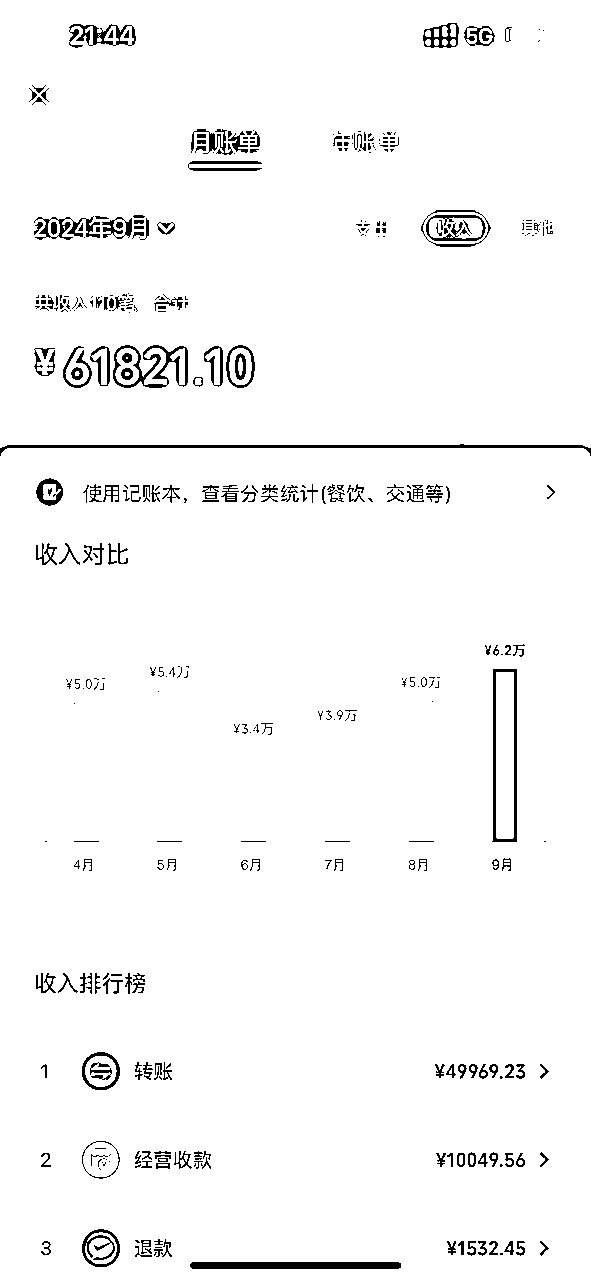 21:44 5G
月账单 年账单
2024年9月 支出 收入 其他
共收入110笔, 合计
¥61821.10
使用记账本，查看分类统计(餐饮、交通等)
收入对比
¥5.0万 ¥5.4万 ¥3.4万 ¥3.9万 ¥5.0万 ¥6.2万
4月 5月 6月 7月 8月 9月
收入排行榜
1 转账 ¥49969.23
2 经营收款 ¥10049.56
3 退款 ¥1532.45